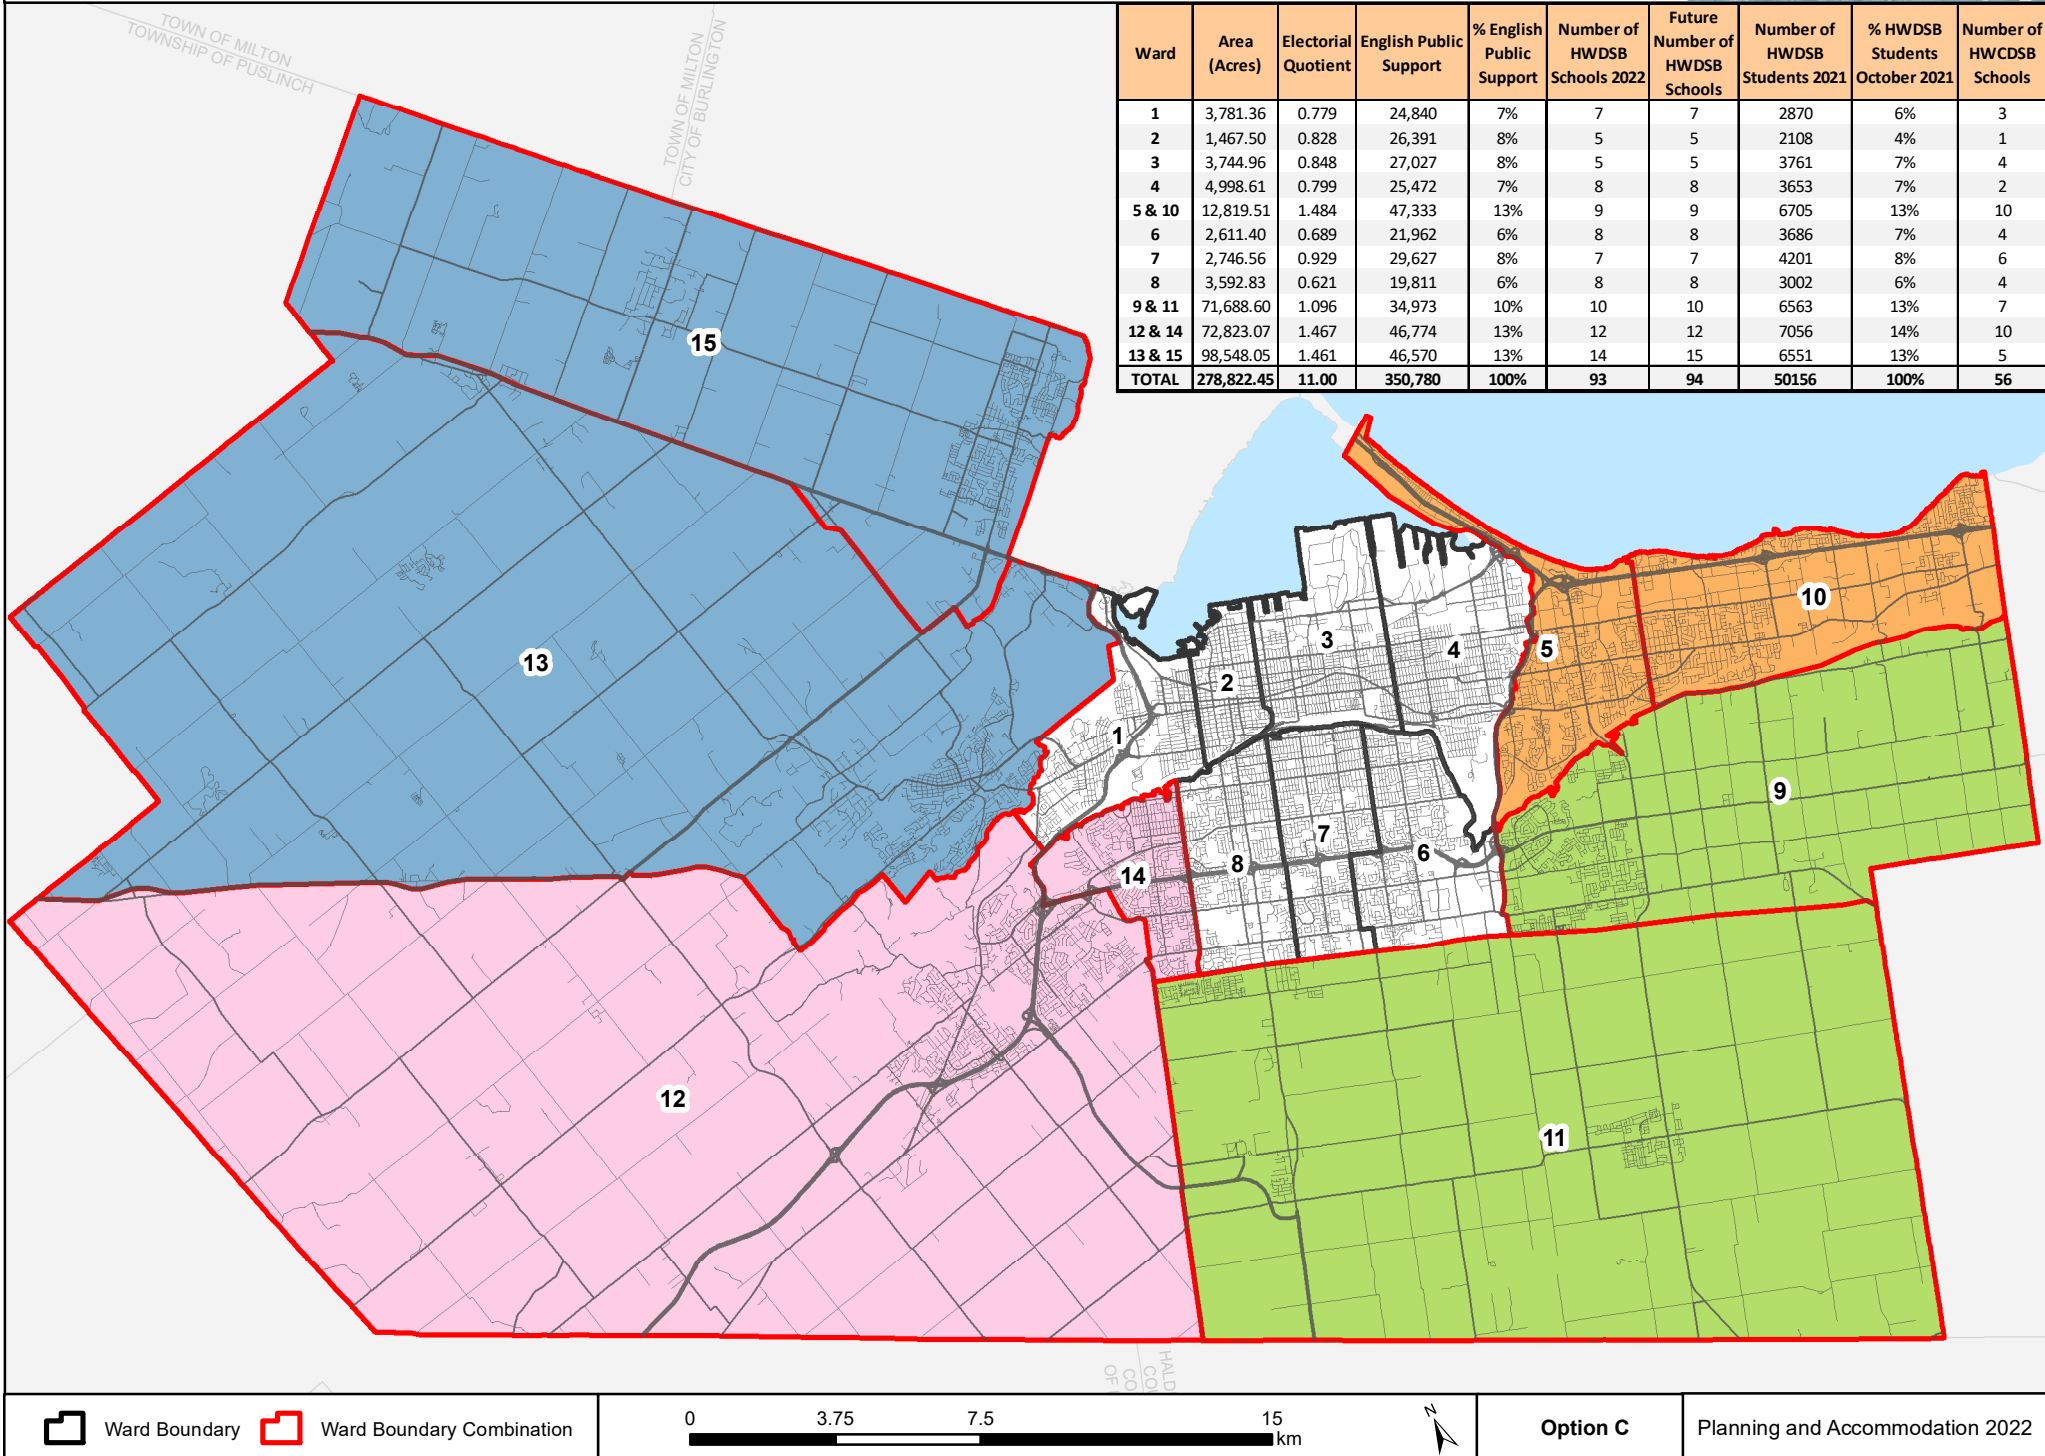 TOWN OF MILTON
TOWNSHIP OF PUSLINCH
TOWN OF MILTON
CITY OF BURLINGTON
Ward | Area (Acres) | Electorial Quotient | English Public Support | % English Public Support | Number of HWDSB Schools 2022 | Future Number of HWDSB Schools | Number of HWDSB Students 2021 | % HWDSB Students October 2021 | Number of HWCDSB Schools
1 | 3,781.36 | 0.779 | 24,840 | 7% | 7 | 7 | 2870 | 6% | 3
2 | 1,467.50 | 0.828 | 26,391 | 8% | 5 | 5 | 2108 | 4% | 1
3 | 3,744.96 | 0.848 | 27,027 | 8% | 5 | 5 | 3761 | 7% | 4
4 | 4,998.61 | 0.799 | 25,472 | 7% | 8 | 8 | 3653 | 7% | 2
5 & 10 | 12,819.51 | 1.484 | 47,333 | 13% | 9 | 9 | 6705 | 13% | 10
6 | 2,611.40 | 0.689 | 21,962 | 6% | 8 | 8 | 3686 | 7% | 4
7 | 2,746.56 | 0.929 | 29,627 | 8% | 7 | 7 | 4201 | 8% | 6
8 | 3,592.83 | 0.621 | 19,811 | 6% | 8 | 8 | 3002 | 6% | 4
9 & 11 | 71,688.60 | 1.096 | 34,973 | 10% | 10 | 10 | 6563 | 13% | 7
12 & 14 | 72,823.07 | 1.467 | 46,774 | 13% | 12 | 12 | 7056 | 14% | 10
13 & 15 | 98,548.05 | 1.461 | 46,570 | 13% | 14 | 15 | 6551 | 13% | 5
TOTAL | 278,822.45 | 11.00 | 350,780 | 100% | 93 | 94 | 50156 | 100% | 56
15
13
10
3
5
4
2
1
9
7
6
8
14
12
11
HALD
CO
CO
OF
Ward Boundary
Ward Boundary Combination
0 3.75 7.5 15
km
N
Option C
Planning and Accommodation 2022